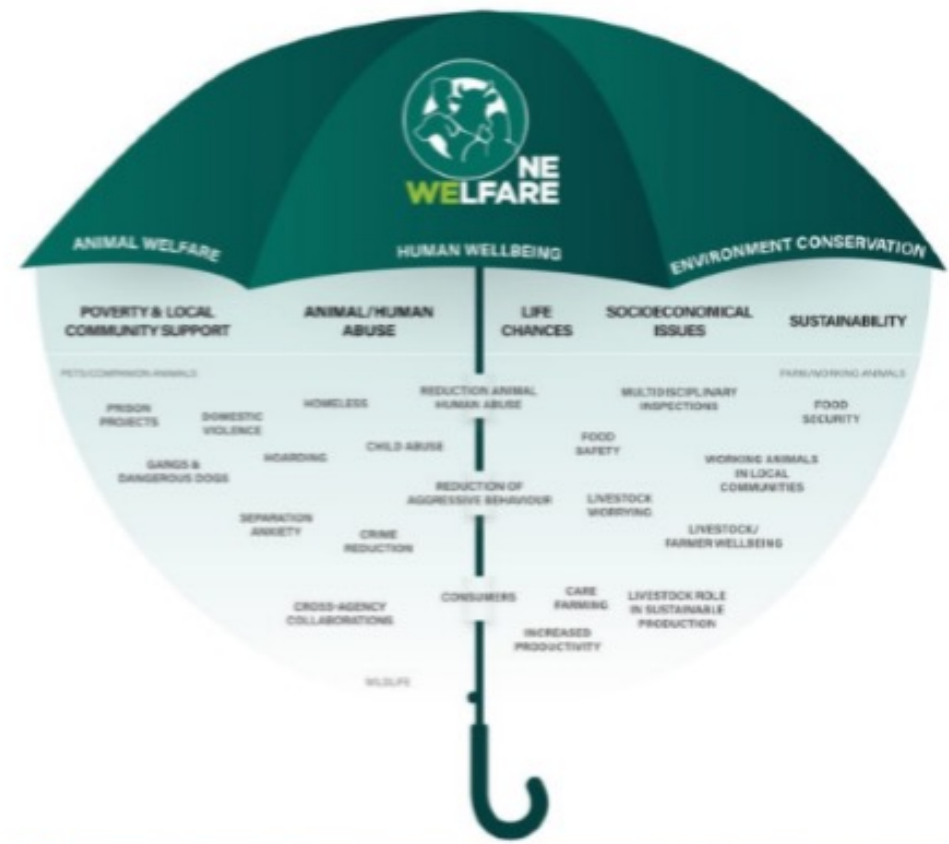 NE
WELFARE
ANIMAL WELFARE
HUMAN WELLBEING
ENVIRONMENT CONSERVATION
POVERTY & LOCAL
COMMUNITY SUPPORT
ANIMAL/HUMAN
ABUSE
LIFE
CHANCES
SOCIOECONOMICAL
ISSUES
SUSTAINABILITY
PETS/COMPANION ANIMALS
FARM/WORKING ANIMALS
PRISON
PROJECTS
DOMESTIC
VIOLENCE
HOMELESS
REDUCTION ANIMAL
HUMAN ABUSE
MULTIDISCIPLINARY
INSPECTIONS
FOOD
SECURITY
GANGS &
DANGEROUS DOGS
HOARDING
CHILD ABUSE
FOOD
SAFETY
WORKING ANIMALS
IN LOCAL
COMMUNITIES
REDUCTION OF
AGGRESSIVE BEHAVIOUR
LIVESTOCK
WORRYING
SEPARATION
ANXIETY
CRIME
REDUCTION
LIVESTOCK/
FARMER WELLBEING
CROSS-AGENCY
COLLABORATIONS
CONSUMERS
CARE
FARMING
LIVESTOCK ROLE
IN SUSTAINABLE
PRODUCTION
INCREASED
PRODUCTIVITY
WILDLIFE